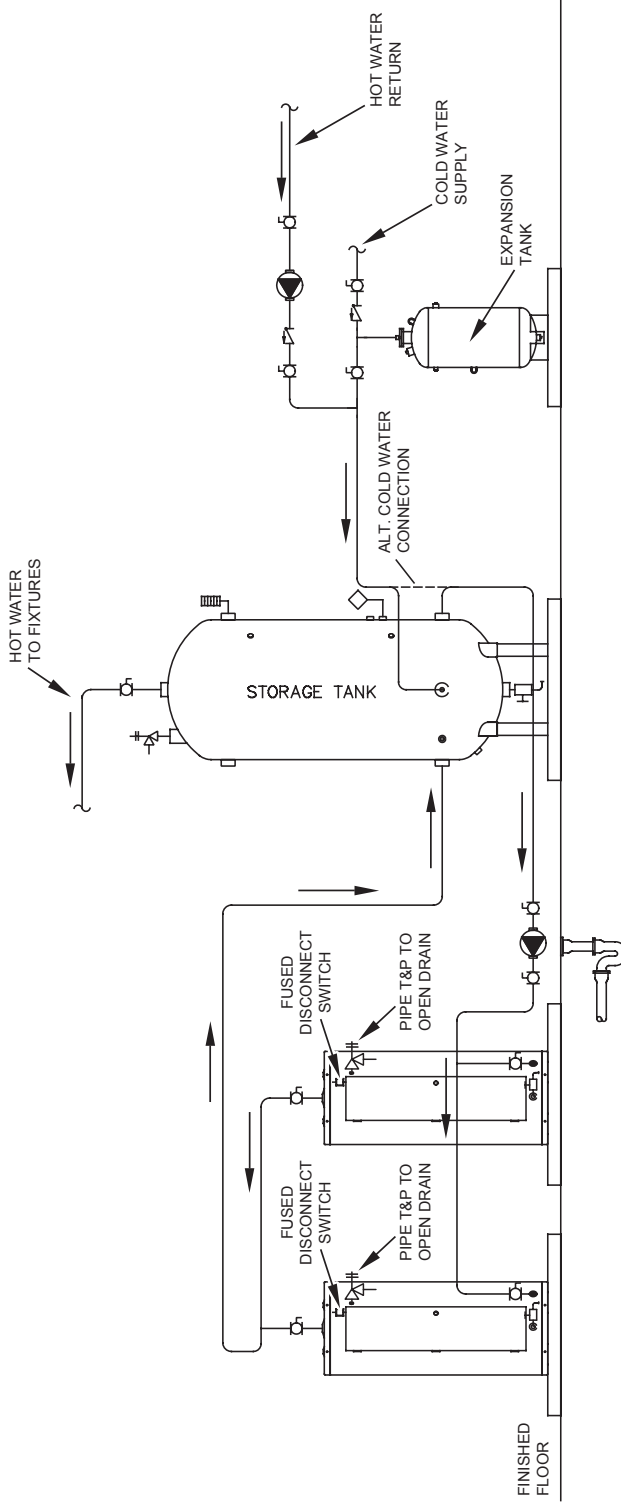 HOT WATER
TO FIXTURES
HOT WATER
RETURN
COLD WATER
SUPPLY
EXPANSION
TANK
ALT. COLD WATER
CONNECTION
STORAGE TANK
FUSED
DISCONNECT
SWITCH
PIPE T&P TO
OPEN DRAIN
FUSED
DISCONNECT
SWITCH
PIPE T&P TO
OPEN DRAIN
FINISHED
FLOOR